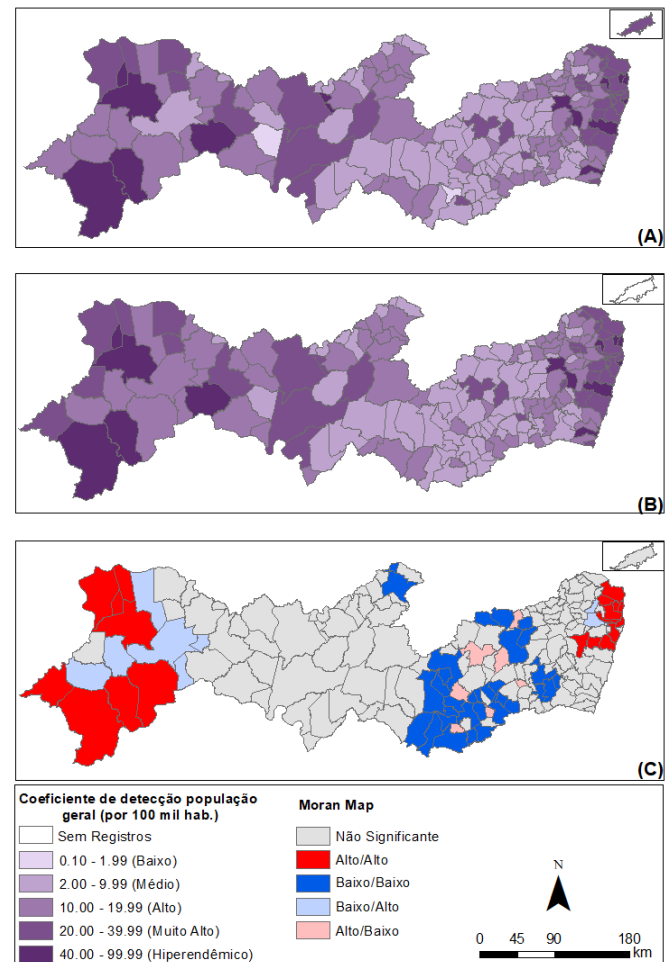 (A)
(B)
(C)
Coeficiente de detecção população
geral (por 100 mil hab.)
Sem Registros
0.10 - 1.99 (Baixo)
2.00 - 9.99 (Médio)
10.00 - 19.99 (Alto)
20.00 - 39.99 (Muito Alto)
40.00 - 99.99 (Hiperendêmico)
Moran Map
Não Significante
Alto/Alto
Baixo/Baixo
Baixo/Alto
Alto/Baixo
N
0 45 90 180
km